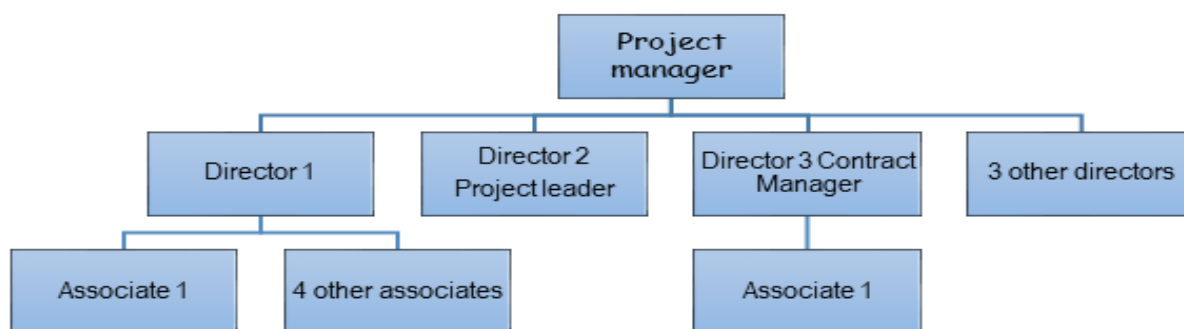 Project
manager
Director 1
Director 2
Project leader
Director 3 Contract
Manager
3 other directors
Associate 1
4 other associates
Associate 1